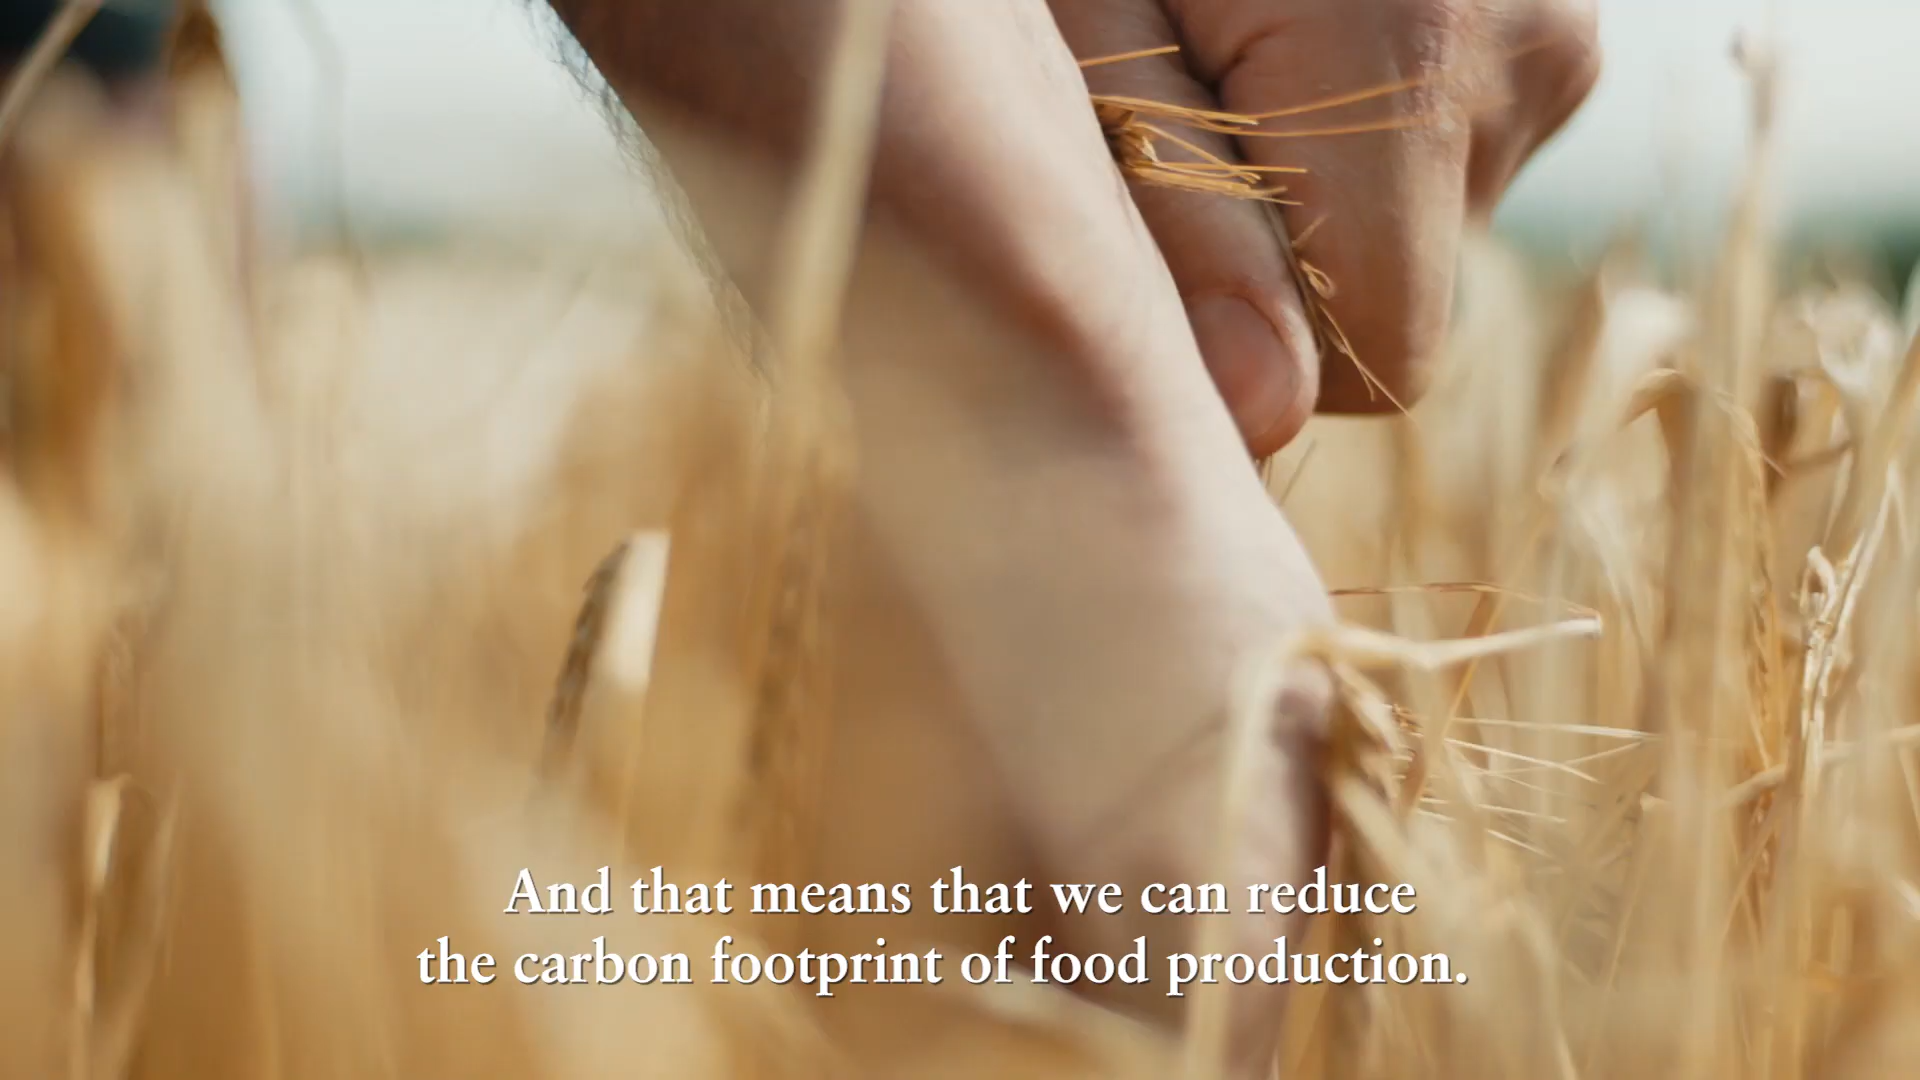 And that means that we can reduce
the carbon footprint of food production.